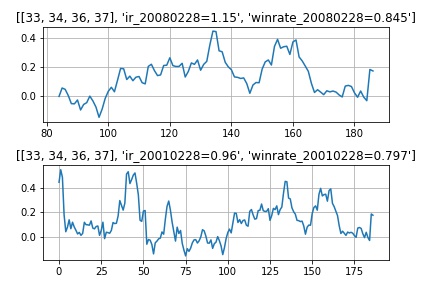 [[33, 34, 36, 37], 'ir_20080228=1.15', 'winrate_20080228=0.845']
0.4
0.2
0.0
80 100 120 140 160 180
[[33, 34, 36, 37], 'ir_20010228=0.96', 'winrate_20010228=0.797']
0.4
0.2
0.0
0 25 50 75 100 125 150 175